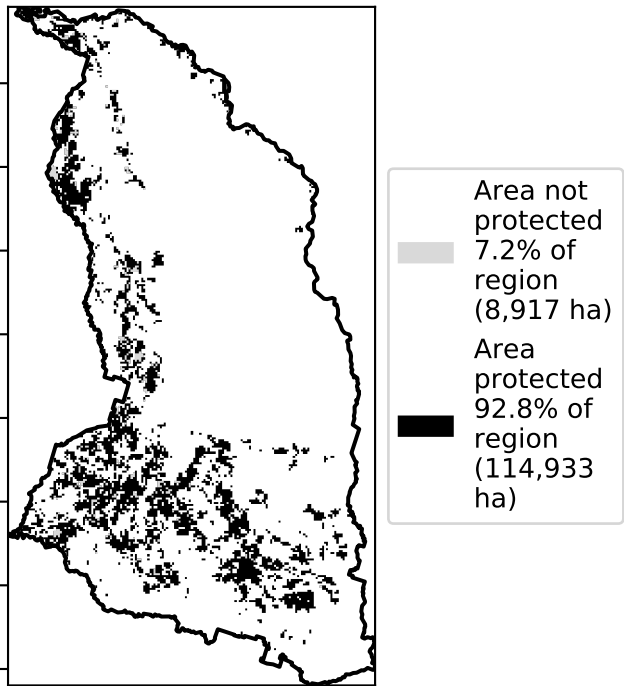 Area not
protected
7.2% of
region
(8,917 ha)
Area
protected
92.8% of
region
(114,933
ha)